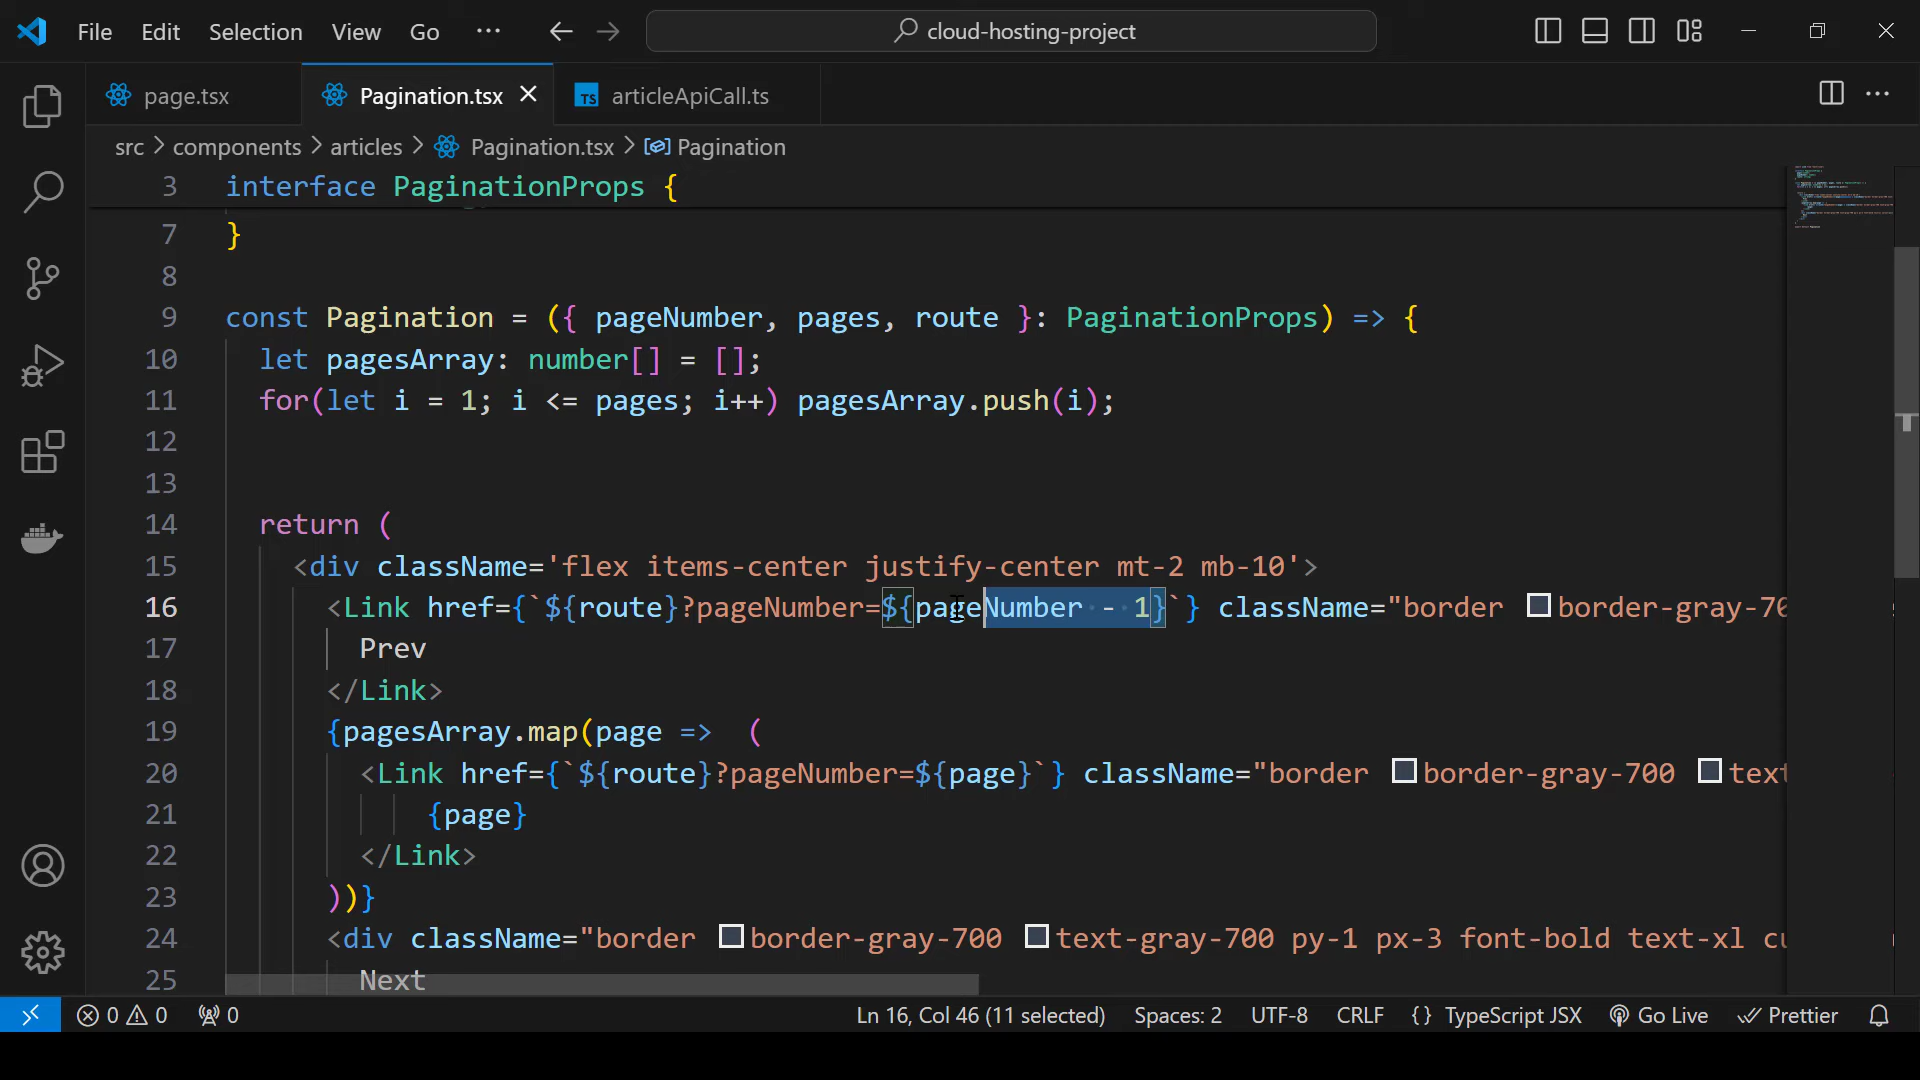 File Edit Selection View Go ··· cloud-hosting-project
page.tsx Pagination.tsx TS articleApiCall.ts
src > components > articles > Pagination.tsx > Pagination
3 interface PaginationProps {
7 }
8
9 const Pagination = ({ pageNumber, pages, route }: PaginationProps) => {
10 let pagesArray: number[] = [];
11 for(let i = 1; i <= pages; i++) pagesArray.push(i);
12
13
14 return (
15 <div className='flex items-center justify-center mt-2 mb-10'>
16 <Link href={`${route}?pageNumber=${pageNumber - 1}`} className="border border-gray-70
17 Prev
18 </Link>
19 {pagesArray.map(page => (
20 <Link href={`${route}?pageNumber=${page}`} className="border border-gray-700 text
21 {page}
22 </Link>
23 ))}
24 <div className="border border-gray-700 text-gray-700 py-1 px-3 font-bold text-xl cu
25 Next
0 0 0 Ln 16, Col 46 (11 selected) Spaces: 2 UTF-8 CRLF {} TypeScript JSX Go Live Prettier